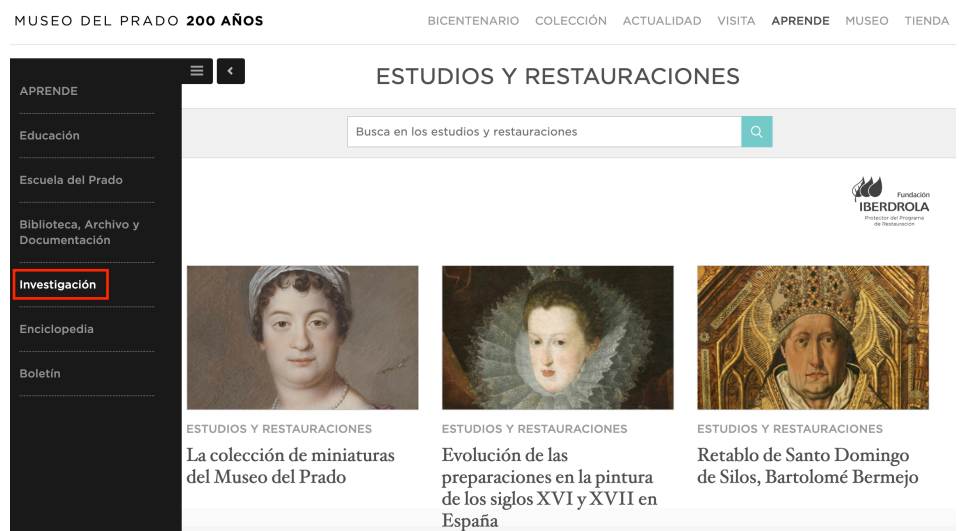 MUSEO DEL PRADO 200 AÑOS
BICENTENARIO COLECCIÓN ACTUALIDAD VISITA APRENDE MUSEO TIENDA
APRENDE
Educación
Escuela del Prado
Biblioteca, Archivo y
Documentación
Investigación
Enciclopedia
Boletín
ESTUDIOS Y RESTAURACIONES
Busca en los estudios y restauraciones
Fundación
IBERDROLA
Protector del Programa
de Restauración
ESTUDIOS Y RESTAURACIONES
La colección de miniaturas
del Museo del Prado
ESTUDIOS Y RESTAURACIONES
Evolución de las
preparaciones en la pintura
de los siglos XVI y XVII en
España
ESTUDIOS Y RESTAURACIONES
Retablo de Santo Domingo
de Silos, Bartolomé Bermejo